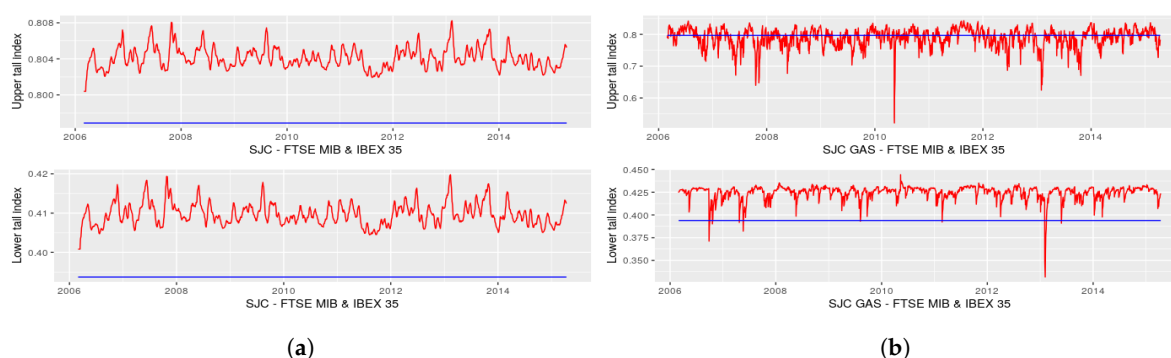 0.808
0.804
0.800
Upper tall Index
2006 2008 2010 2012 2014
SJC - FTSE MIB & IBEX 35
0.42
0.41
0.40
Lower tall Index
2006 2008 2010 2012 2014
SJC - FTSE MIB & IBEX 35
(a)
0.8
0.7
0.6
Upper tall Index
2006 2008 2010 2012 2014
SJC GAS - FTSE MIB & IBEX 35
0.450
0.425
0.400
0.375
0.350
Lower tall Index
2006 2008 2010 2012 2014
SJC GAS - FTSE MIB & IBEX 35
(b)